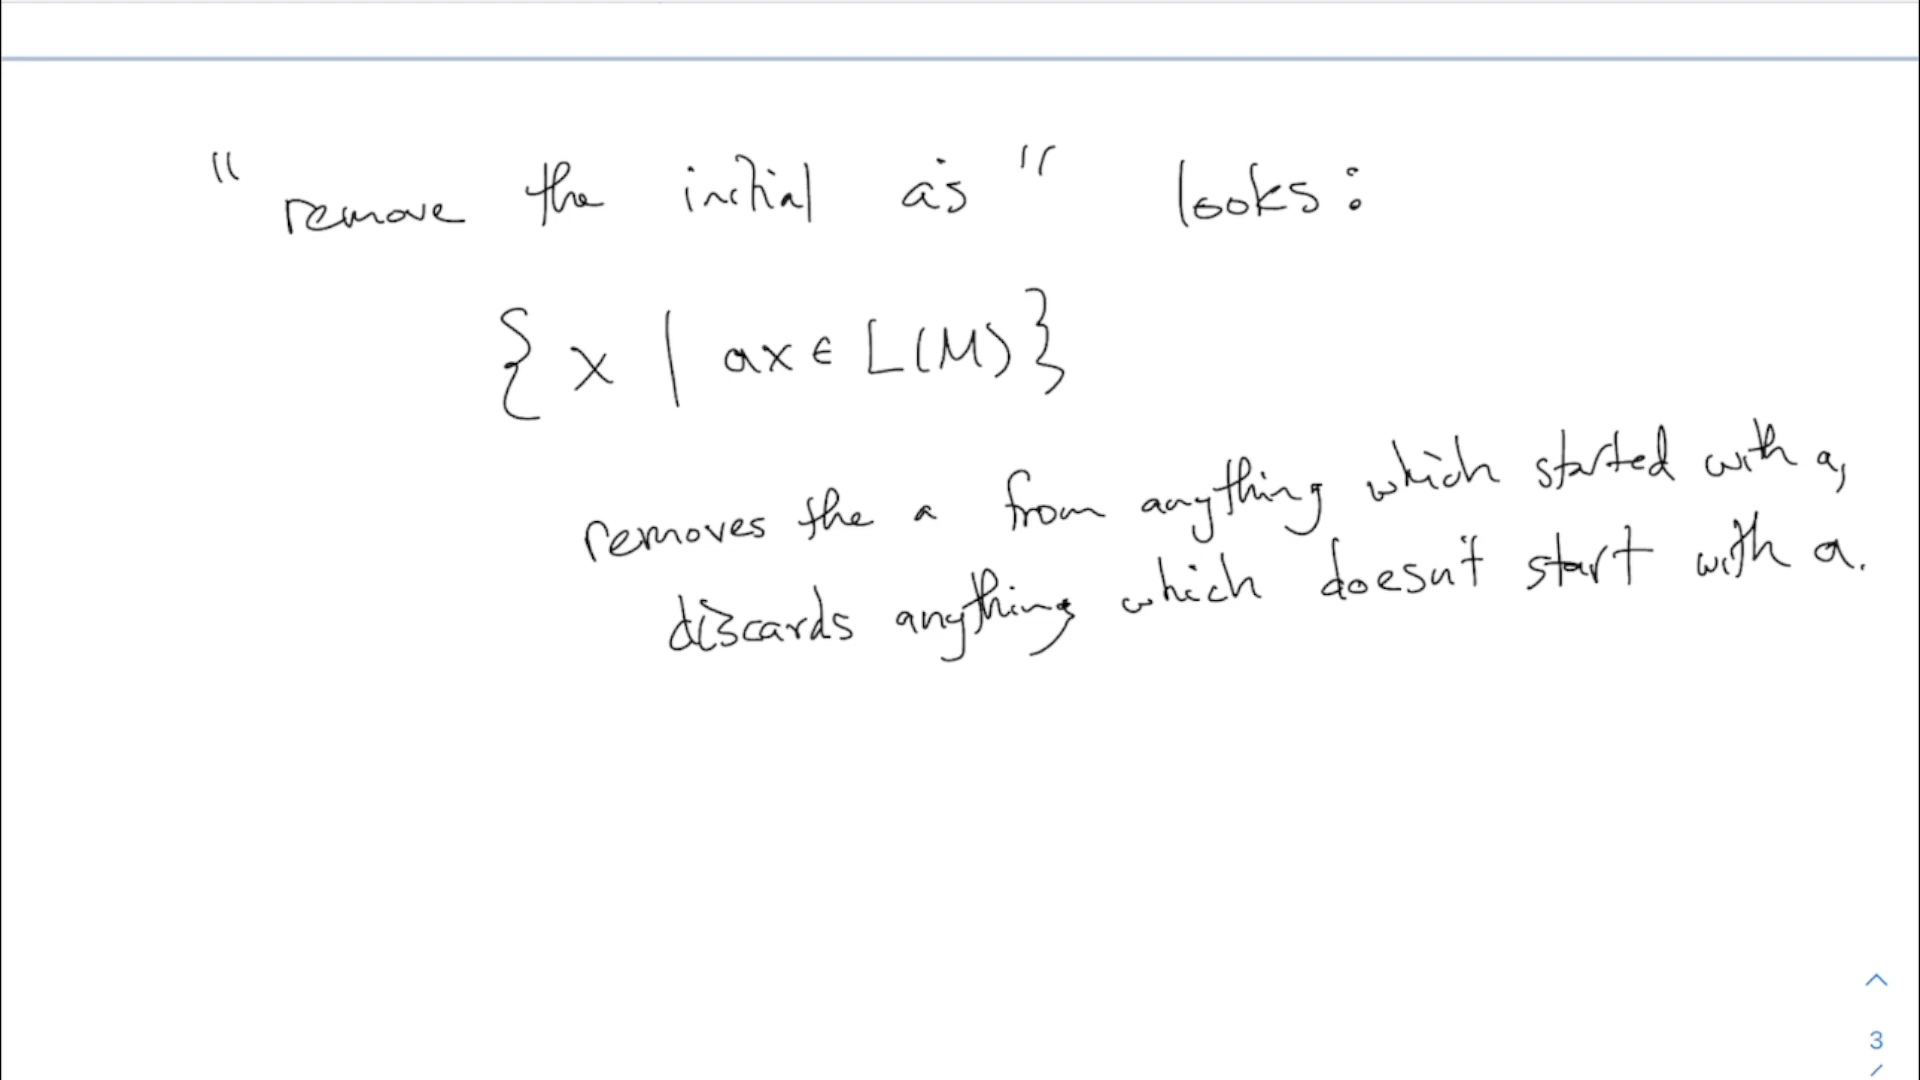 "remove the initial a's" looks:
{ x | ax ∈ L(M) }
removes the a from anything which started with a,
discards anything which doesn't start with a.
3